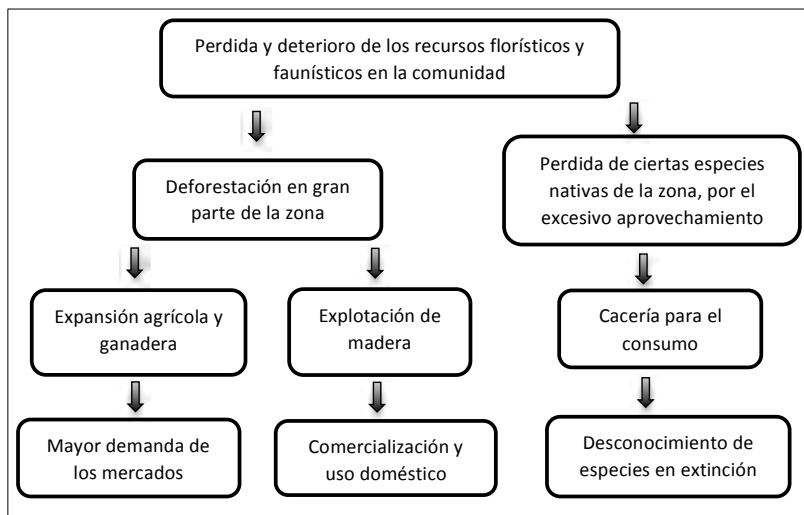 Perdida y deterioro de los recursos florísticos y
faunísticos en la comunidad
Deforestación en gran
parte de la zona
Perdida de ciertas especies
nativas de la zona, por el
excesivo aprovechamiento
Expansión agrícola y
ganadera
Explotación de
madera
Cacería para el
consumo
Mayor demanda de
los mercados
Comercialización y
uso doméstico
Desconocimiento de
especies en extinción